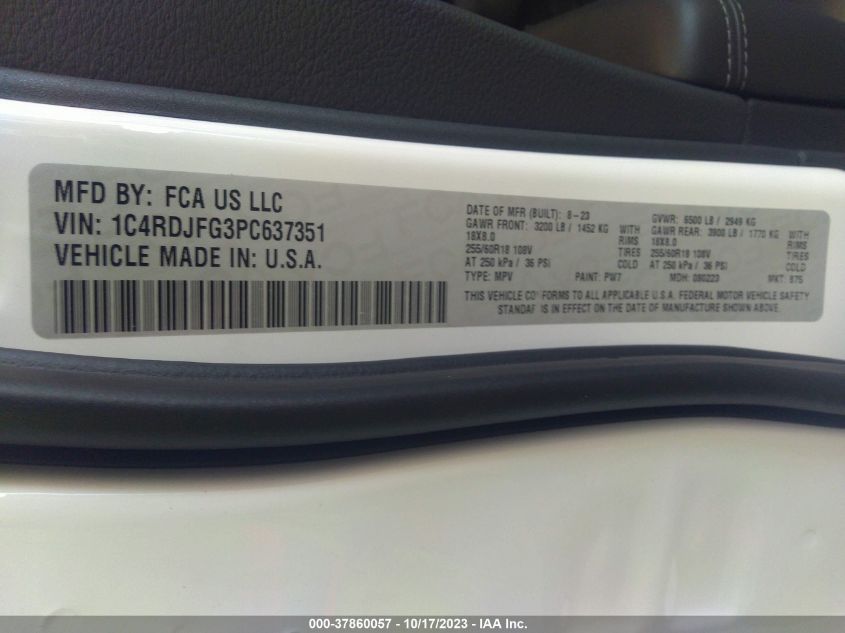 MFD BY: FCA US LLC
VIN: 1C4RDJFG3PC637351
VEHICLE MADE IN: U.S.A.
DATE OF MFR (BUILT): 8-23
GAWR FRONT: 3200 LB / 1452 KG WITH
18X8.0 RIMS
255/60R18 108V TIRES
AT 250 kPa / 36 PSI COLD
TYPE: MPV PAINT: PW7
GVWR: 6500 LB / 2949 KG
GAWR REAR: 3900 LB / 1770 KG WITH
18X8.0 RIMS
255/60R18 108V TIRES
AT 250 kPa / 36 PSI COLD
MDH: 080223 MKT: 975
THIS VEHICLE CO FORMS TO ALL APPLICABLE U.S.A. FEDERAL MOTOR VEHICLE SAFETY
STANDAR IS IN EFFECT ON THE DATE OF MANUFACTURE SHOWN ABOVE.
000-37860057 - 10/17/2023 - IAA Inc.